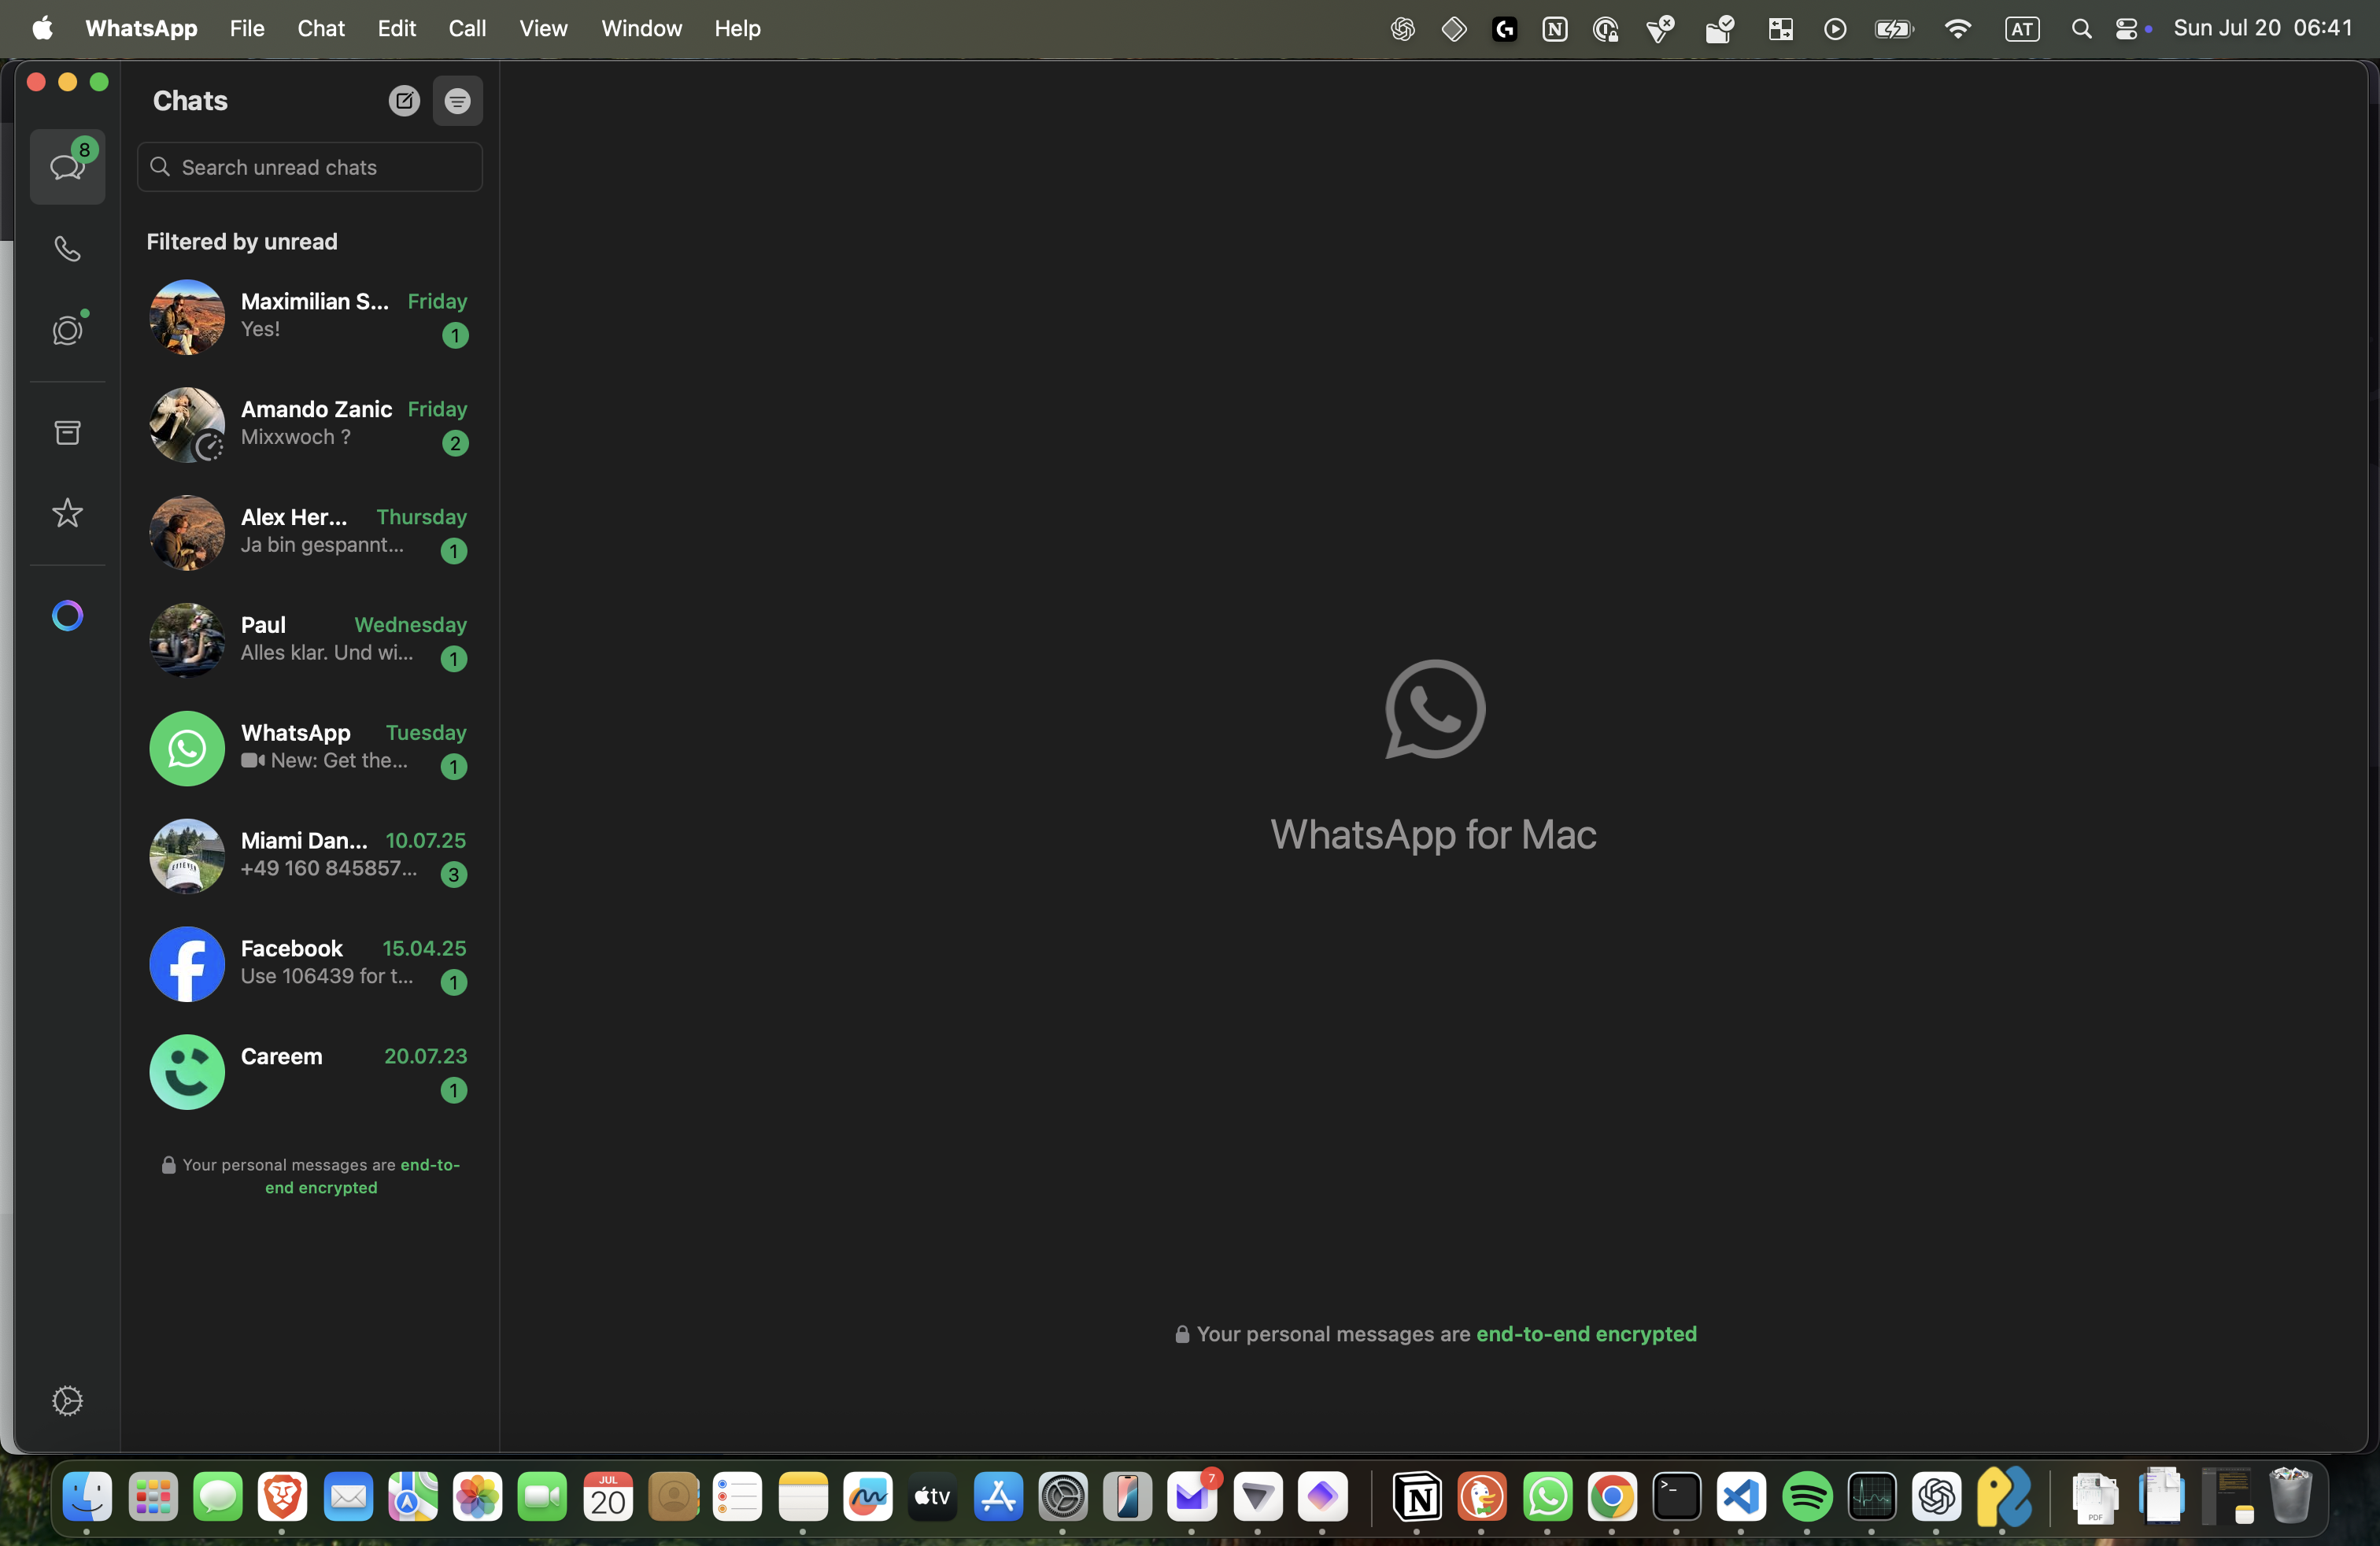 WhatsApp File Chat Edit Call View Window Help AT Sun Jul 20 06:41
Chats
8
Search unread chats
Filtered by unread
Maximilian S... Friday
Yes! 1
Amando Zanic Friday
Mixxwoch ? 2
Alex Her... Thursday
Ja bin gespannt... 1
Paul Wednesday
Alles klar. Und wi... 1
WhatsApp Tuesday
New: Get the... 1
Miami Dan... 10.07.25
+49 160 845857... 3
Facebook 15.04.25
Use 106439 for t... 1
Careem 20.07.23
1
Your personal messages are end-to-
end encrypted
WhatsApp for Mac
Your personal messages are end-to-end encrypted
JUL
20
tv
7
PDF